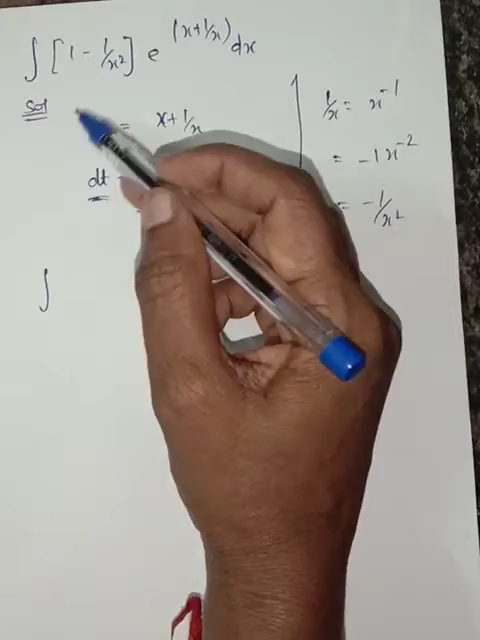 ∫ [1 - 1/x²] e^(x+1/x) dx
Sol
= x+1/x
dt
∫
1/x = x⁻¹
= -1x⁻²
= -1/x²